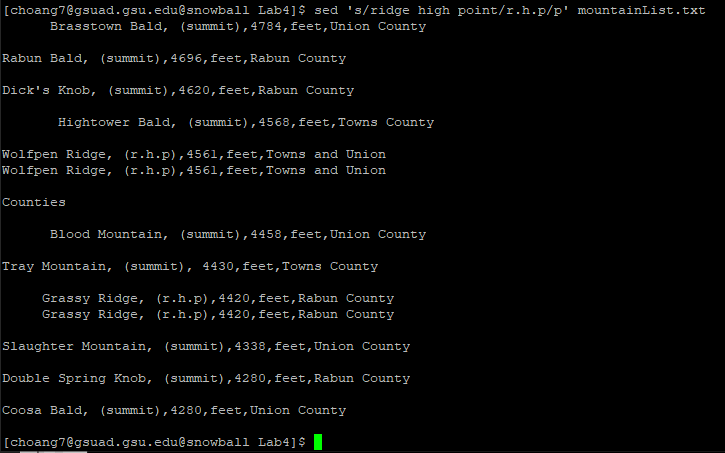 [choang7@gsuad.gsu.edu@snowball Lab4]$ sed 's/ridge high point/r.h.p/p' mountainList.txt
Brasstown Bald, (summit),4784,feet,Union County
Rabun Bald, (summit),4696,feet,Rabun County
Dick's Knob, (summit),4620,feet,Rabun County
Hightower Bald, (summit),4568,feet,Towns County
Wolfpen Ridge, (r.h.p),4561,feet,Towns and Union
Wolfpen Ridge, (r.h.p),4561,feet,Towns and Union
Counties
Blood Mountain, (summit),4458,feet,Union County
Tray Mountain, (summit), 4430,feet,Towns County
Grassy Ridge, (r.h.p),4420,feet,Rabun County
Grassy Ridge, (r.h.p),4420,feet,Rabun County
Slaughter Mountain, (summit),4338,feet,Union County
Double Spring Knob, (summit),4280,feet,Rabun County
Coosa Bald, (summit),4280,feet,Union County
[choang7@gsuad.gsu.edu@snowball Lab4]$